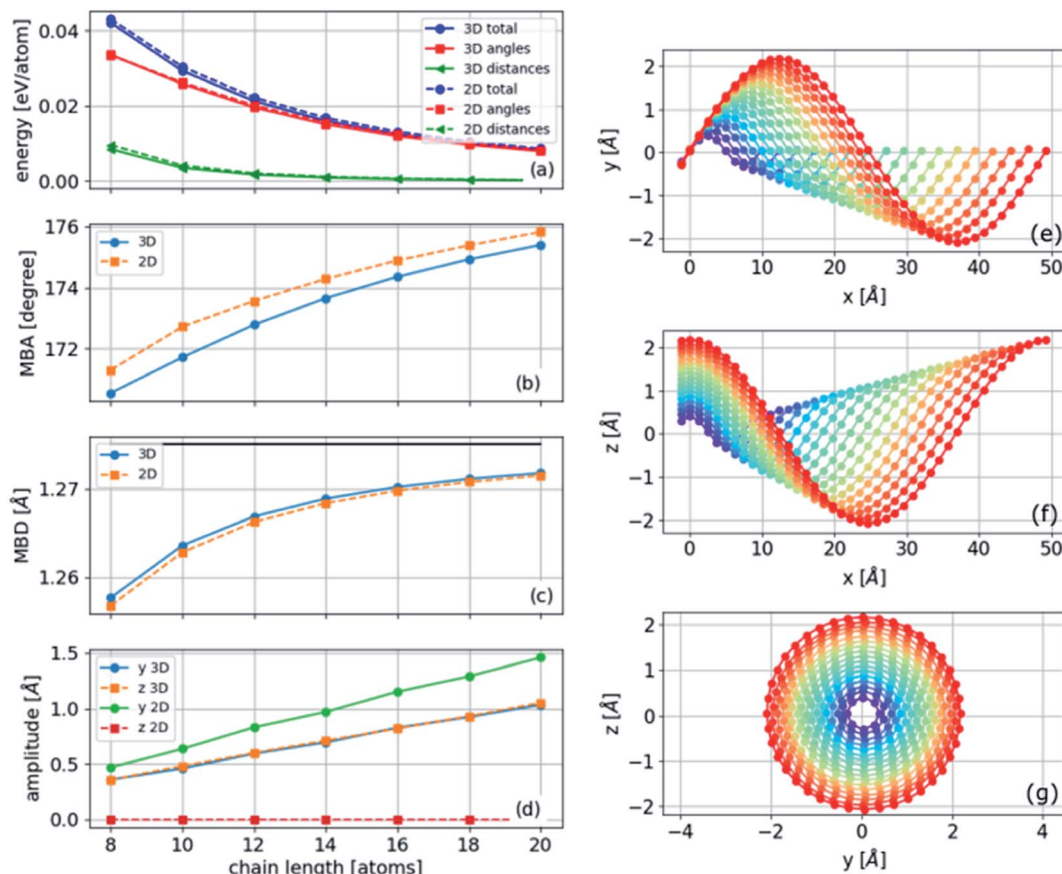 0.04
0.02
0.00
energy [eV/atom]
3D total
3D angles
3D distances
2D total
2D angles
2D distances
(a)
176
174
172
MBA [degree]
3D
2D
(b)
1.27
1.26
MBD [Å]
3D
2D
(c)
1.5
1.0
0.5
0.0
amplitude [Å]
y 3D
z 3D
y 2D
z 2D
(d)
8 10 12 14 16 18 20
chain length [atoms]
2
1
0
−1
−2
y [Å]
(e)
0 10 20 30 40 50
x [Å]
2
1
0
−1
−2
z [Å]
(f)
0 10 20 30 40 50
x [Å]
2
1
0
−1
−2
z [Å]
(g)
−4 −2 0 2 4
y [Å]